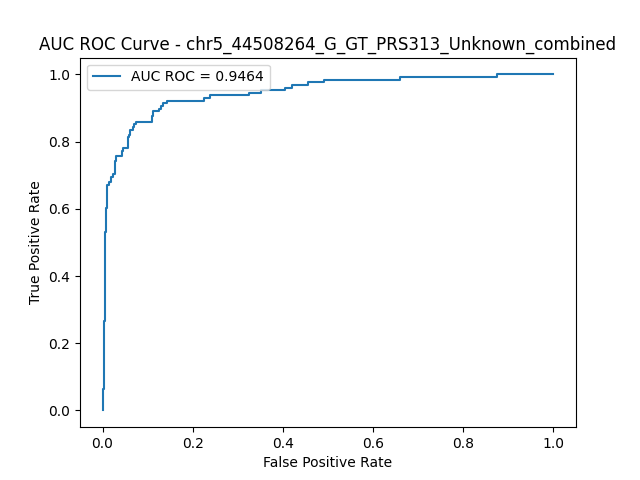 AUC ROC Curve - chr5_44508264_G_GT_PRS313_Unknown_combined
AUC ROC = 0.9464
1.0
0.8
0.6
0.4
0.2
0.0
True Positive Rate
0.0 0.2 0.4 0.6 0.8 1.0
False Positive Rate